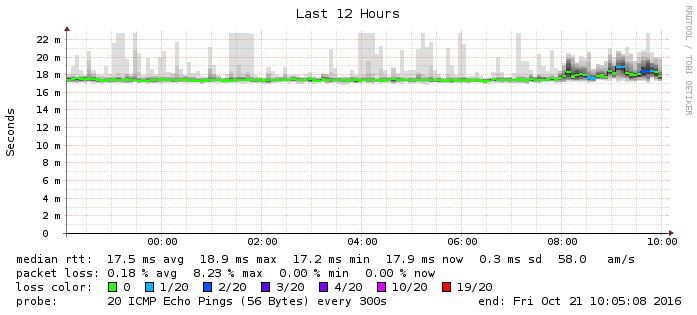 Last 12 Hours
RRDTOOL / TOBI OETIKER
Seconds
22 m
20 m
18 m
16 m
14 m
12 m
10 m
8 m
6 m
4 m
2 m
0
00:00 02:00 04:00 06:00 08:00 10:00
median rtt: 17.5 ms avg 18.9 ms max 17.2 ms min 17.9 ms now 0.3 ms sd 58.0 am/s
packet loss: 0.18 % avg 8.23 % max 0.00 % min 0.00 % now
loss color: 0 1/20 2/20 3/20 4/20 10/20 19/20
probe: 20 ICMP Echo Pings (56 Bytes) every 300s end: Fri Oct 21 10:05:08 2016